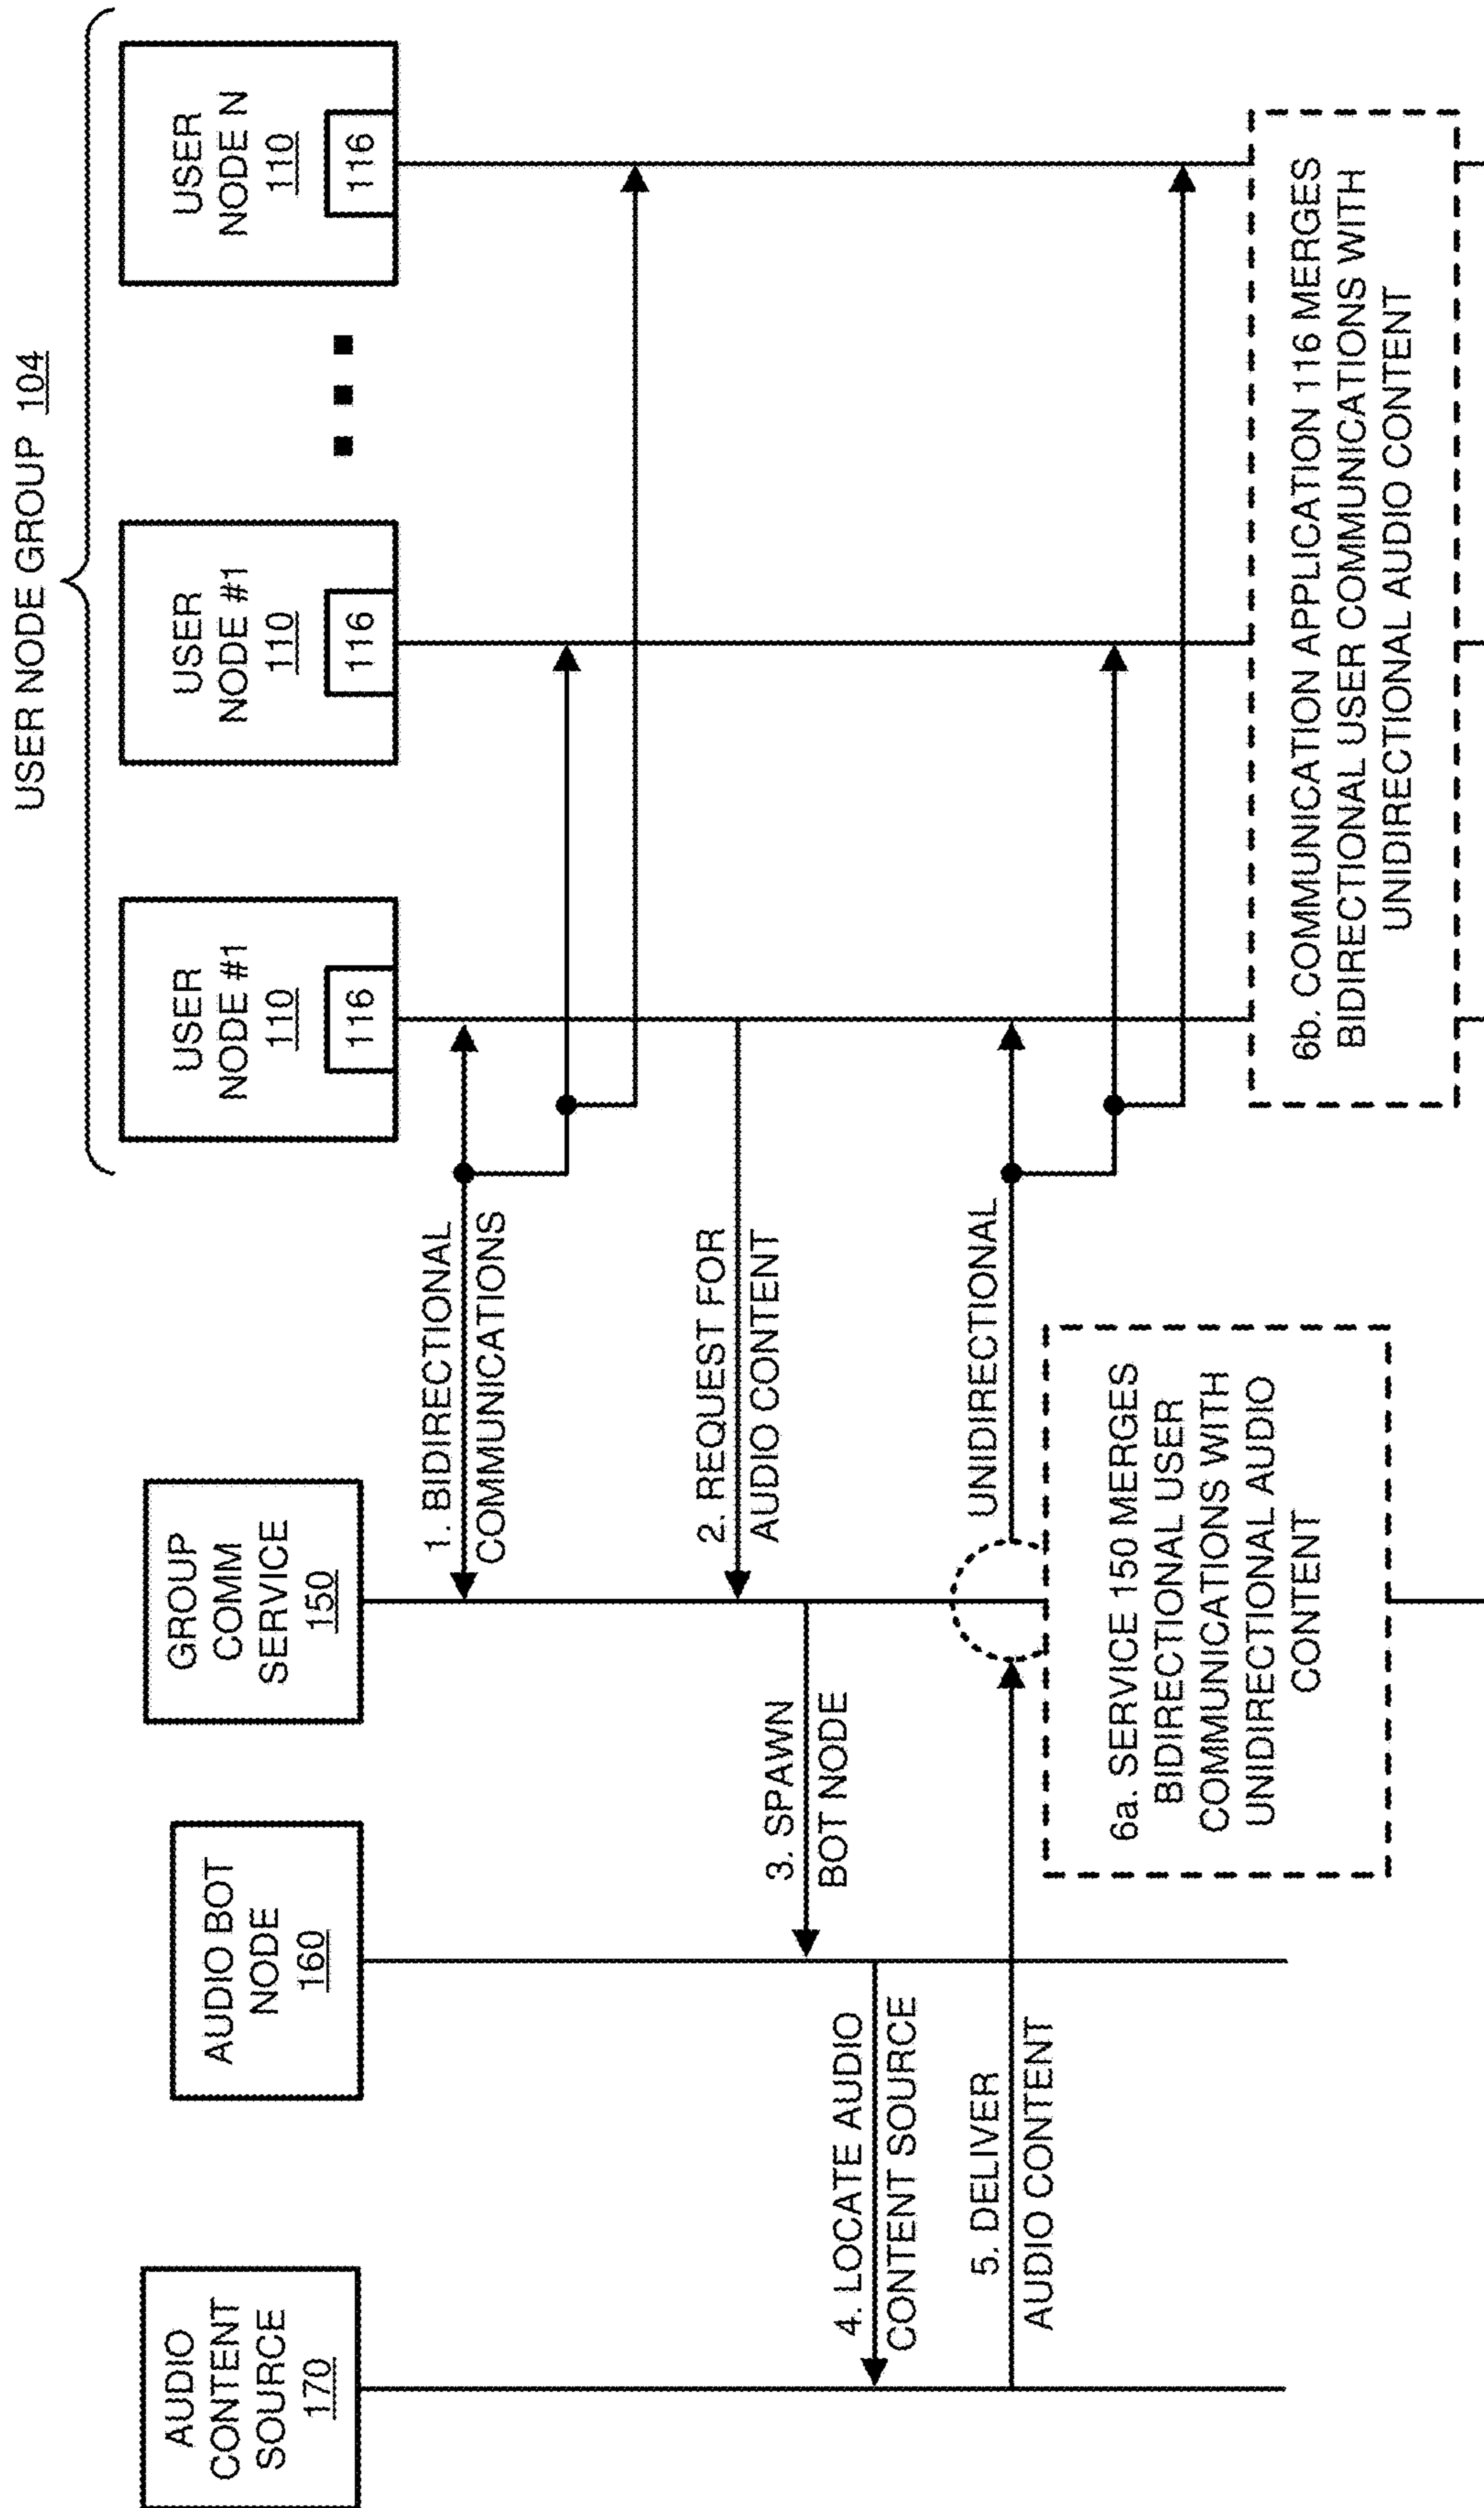 USER NODE GROUP 104
AUDIO
CONTENT
SOURCE
170
AUDIO BOT
NODE
160
GROUP
COMM
SERVICE
150
USER
NODE #1
110
116
USER
NODE #1
110
116
USER
NODE N
110
116
1. BIDIRECTIONAL
COMMUNICATIONS
2. REQUEST FOR
AUDIO CONTENT
3. SPAWN
BOT NODE
4. LOCATE AUDIO
CONTENT SOURCE
5. DELIVER
AUDIO CONTENT
UNIDIRECTIONAL
6a. SERVICE 150 MERGES
BIDIRECTIONAL USER
COMMUNICATIONS WITH
UNIDIRECTIONAL AUDIO
CONTENT
6b. COMMUNICATION APPLICATION 116 MERGES
BIDIRECTIONAL USER COMMUNICATIONS WITH
UNIDIRECTIONAL AUDIO CONTENT